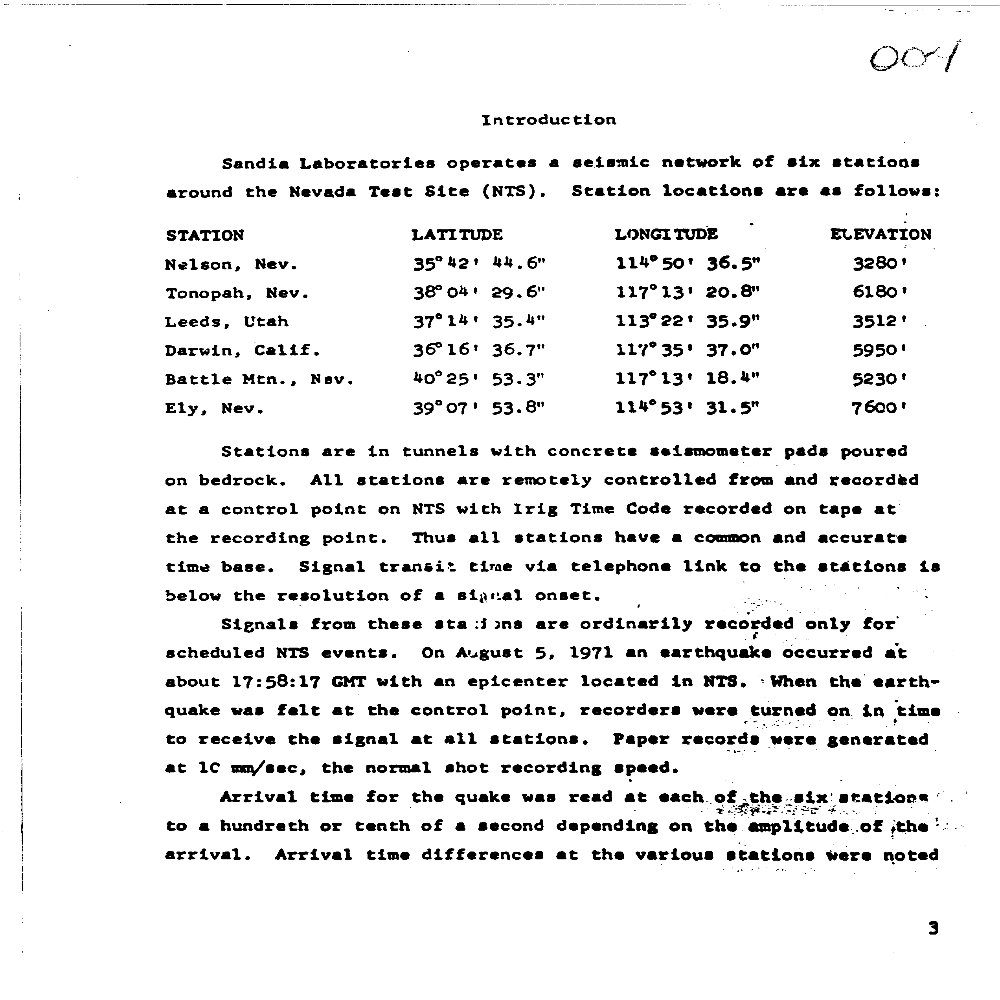 001
Introduction
Sandia Laboratories operates a seismic network of six stations
around the Nevada Test Site (NTS). Station locations are as follows:
STATION LATITUDE LONGITUDE ELEVATION
Nelson, Nev. 35°42' 44.6" 114°50' 36.5" 3280'
Tonopah, Nev. 38°04' 29.6" 117°13' 20.8" 6180'
Leeds, Utah 37°14' 35.4" 113°22' 35.9" 3512'
Darwin, Calif. 36°16' 36.7" 117°35' 37.0" 5950'
Battle Mtn., Nev. 40°25' 53.3" 117°13' 18.4" 5230'
Ely, Nev. 39°07' 53.8" 114°53' 31.5" 7600'
Stations are in tunnels with concrete seismometer pads poured
on bedrock. All stations are remotely controlled from and recorded
at a control point on NTS with Irig Time Code recorded on tape at
the recording point. Thus all stations have a common and accurate
time base. Signal transit time via telephone link to the stations is
below the resolution of a signal onset.
Signals from these stations are ordinarily recorded only for
scheduled NTS events. On August 5, 1971 an earthquake occurred at
about 17:58:17 GMT with an epicenter located in NTS. When the earth-
quake was felt at the control point, recorders were turned on in time
to receive the signal at all stations. Paper records were generated
at 10 mm/sec, the normal shot recording speed.
Arrival time for the quake was read at each of the six stations
to a hundreth or tenth of a second depending on the amplitude of the
arrival. Arrival time differences at the various stations were noted
3